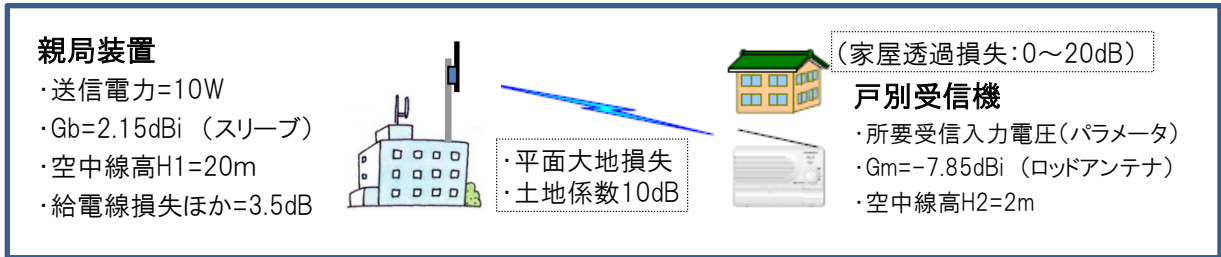 親局装置
・送信電力=10W
・Gb=2.15dBi （スリーブ）
・空中線高H1=20m
・給電線損失ほか=3.5dB
・平面大地損失
・土地係数10dB
（家屋透過損失：0～20dB）
戸別受信機
・所要受信入力電圧（パラメータ）
・Gm=-7.85dBi （ロッドアンテナ）
・空中線高H2=2m